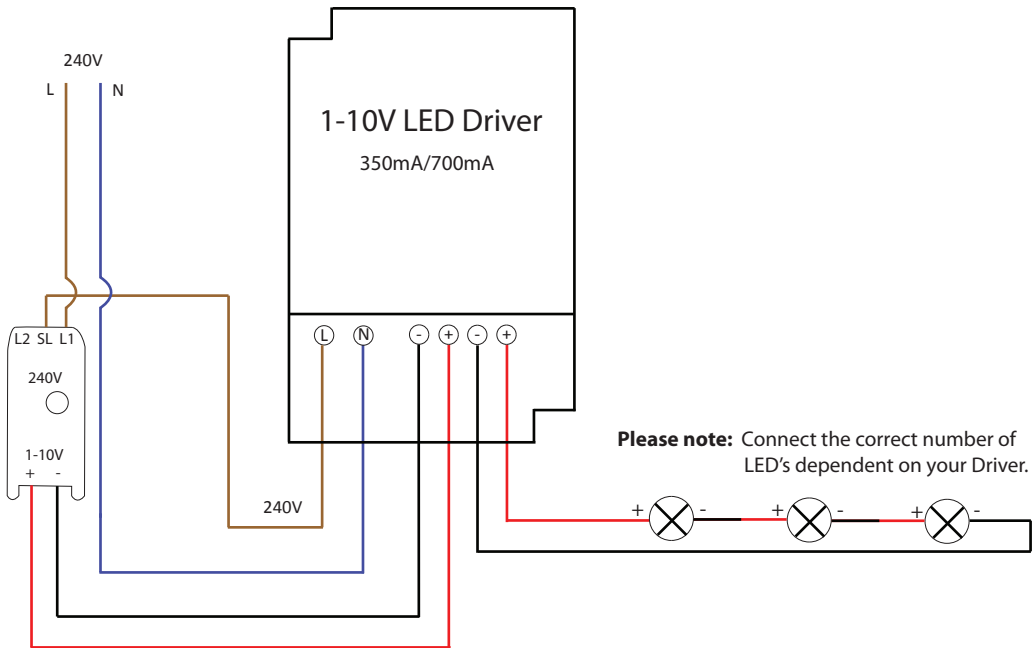 240V
L N
1-10V LED Driver
350mA/700mA
L N - + - +
L2 SL L1
240V
1-10V
+ -
240V
Please note: Connect the correct number of
LED's dependent on your Driver.
+ - + - + -